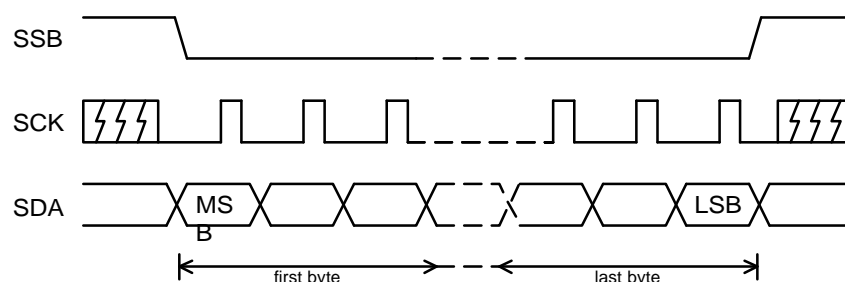 SSB
SCK
SDA
MS
B
LSB
first byte
last byte